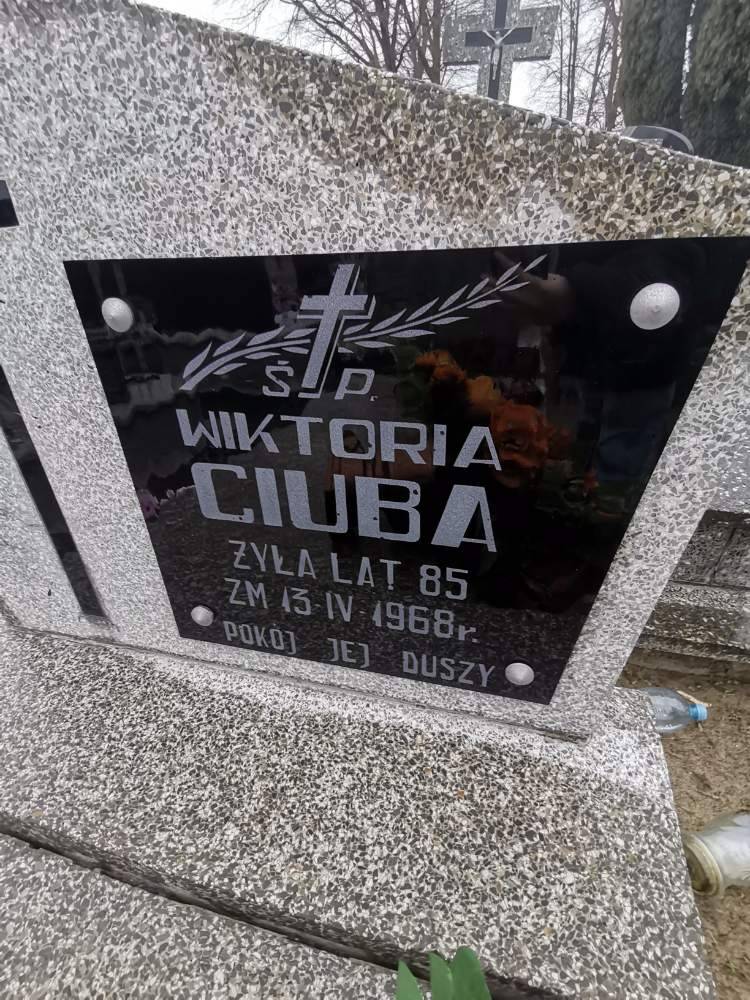 Ś.P.
WIKTORIA
CIUBA
ŻYŁA LAT 85
ZM 13-IV-1968r.
POKÓJ JEJ DUSZY